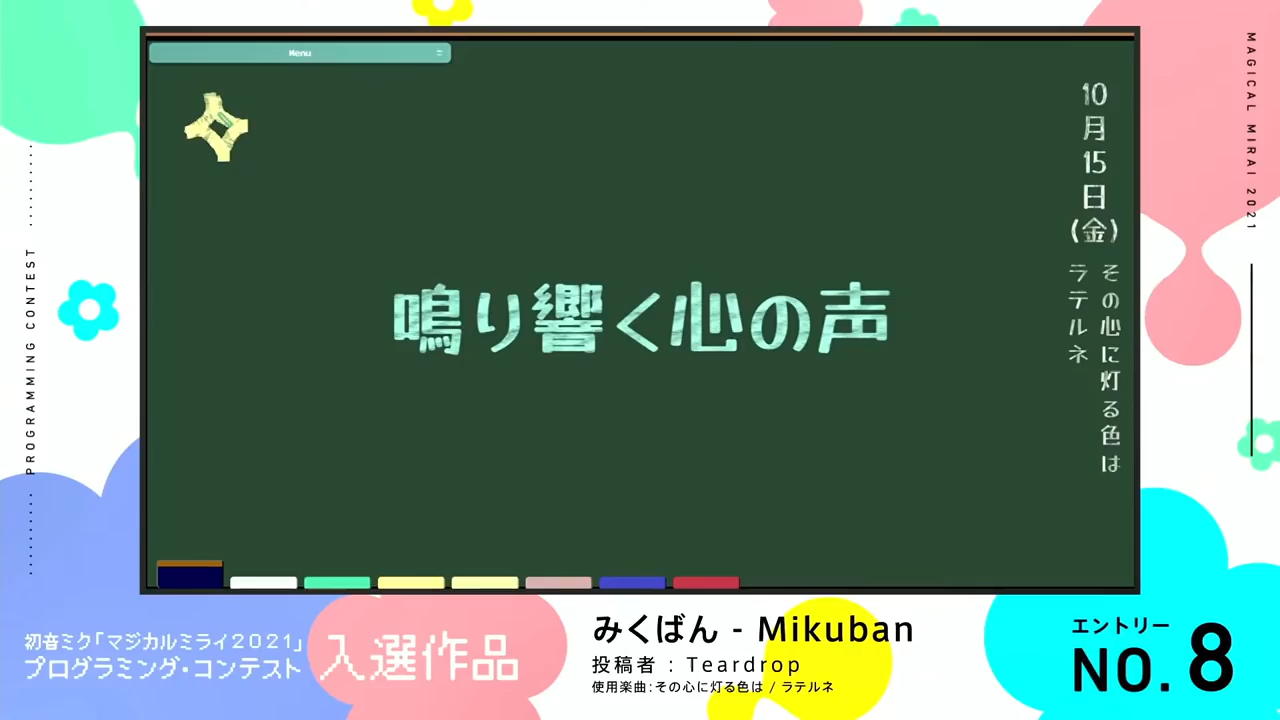 Menu
10月15日(金)
その心に灯る色は
ラテルネ
鳴り響く心の声
MAGICAL MIRAI 2021
PROGRAMMING CONTEST
初音ミク「マジカルミライ2021」
プログラミング・コンテスト
入選作品
みくばん - Mikuban
投稿者 : Teardrop
使用楽曲:その心に灯る色は / ラテルネ
エントリー
NO. 8